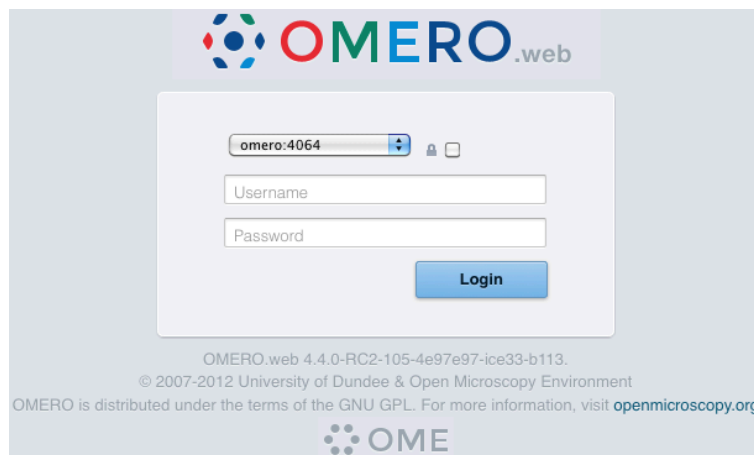 OMERO.web
omero:4064
Username
Password
Login
OMERO.web 4.4.0-RC2-105-4e97e97-ice33-b113.
© 2007-2012 University of Dundee & Open Microscopy Environment
OMERO is distributed under the terms of the GNU GPL. For more information, visit openmicroscopy.org
OME